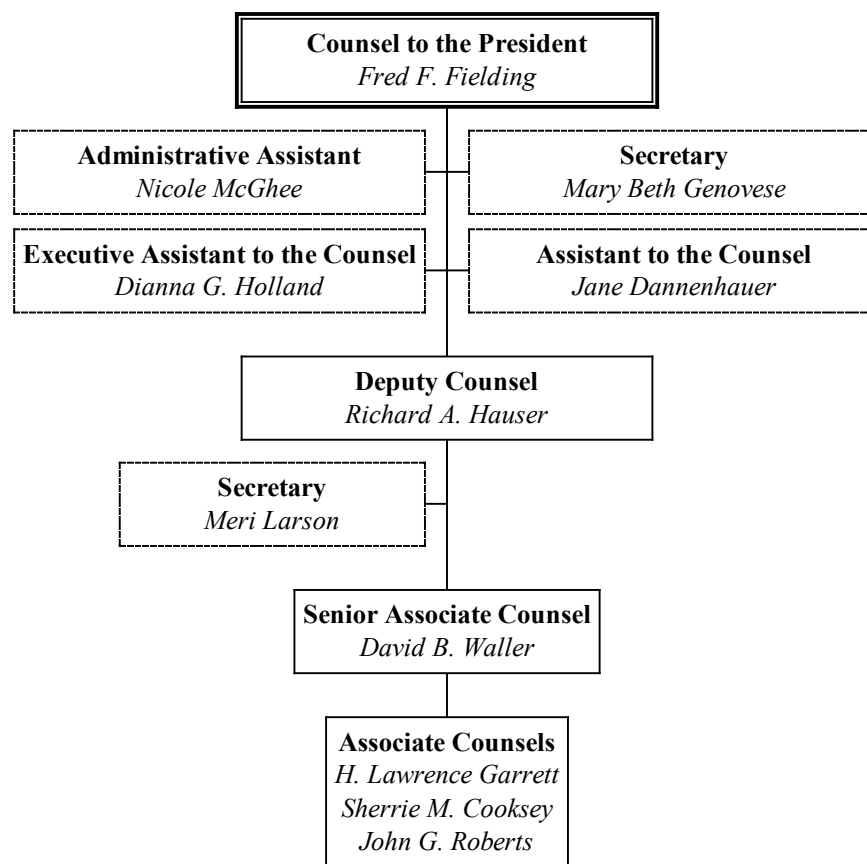 Counsel to the President
Fred F. Fielding
Administrative Assistant
Nicole McGhee
Secretary
Mary Beth Genovese
Executive Assistant to the Counsel
Dianna G. Holland
Assistant to the Counsel
Jane Dannenhauer
Deputy Counsel
Richard A. Hauser
Secretary
Meri Larson
Senior Associate Counsel
David B. Waller
Associate Counsels
H. Lawrence Garrett
Sherrie M. Cooksey
John G. Roberts